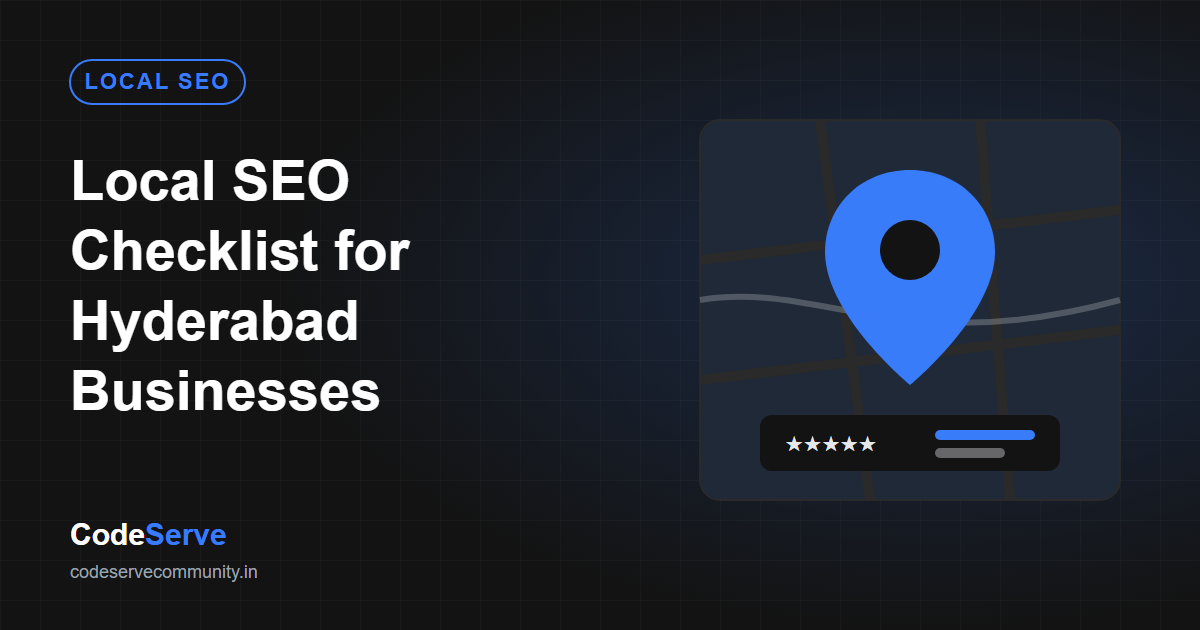 LOCAL SEO
Local SEO
Checklist for
Hyderabad
Businesses
★★★★★
CodeServe
codeservecommunity.in